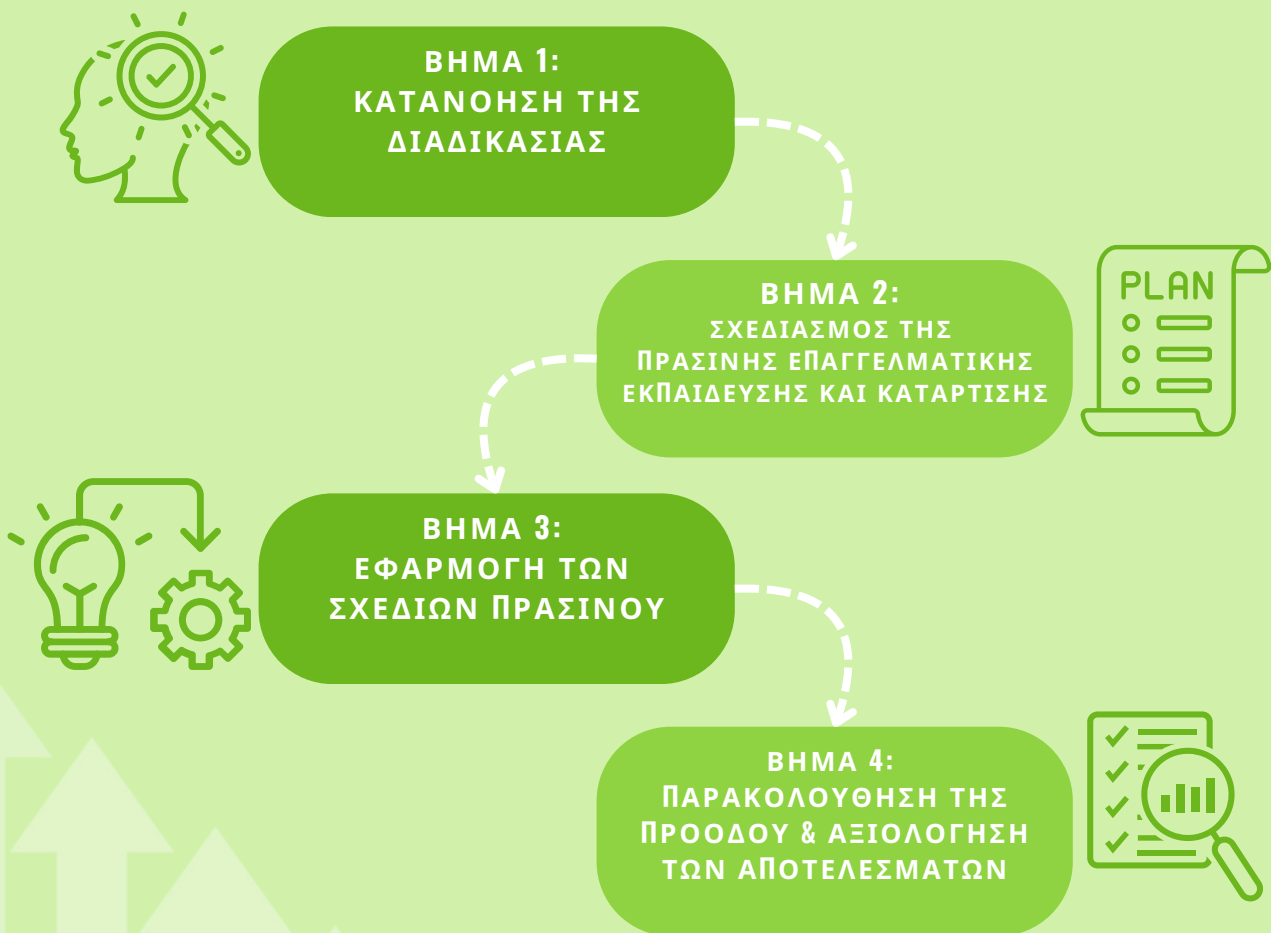 ΒΗΜΑ 1:
ΚΑΤΑΝΟΗΣΗ ΤΗΣ
ΔΙΑΔΙΚΑΣΙΑΣ
ΒΗΜΑ 2:
ΣΧΕΔΙΑΣΜΟΣ ΤΗΣ
ΠΡΑΣΙΝΗΣ ΕΠΑΓΓΕΛΜΑΤΙΚΗΣ
ΕΚΠΑΙΔΕΥΣΗΣ ΚΑΙ ΚΑΤΑΡΤΙΣΗΣ
PLAN
ΒΗΜΑ 3:
ΕΦΑΡΜΟΓΗ ΤΩΝ
ΣΧΕΔΙΩΝ ΠΡΑΣΙΝΟΥ
ΒΗΜΑ 4:
ΠΑΡΑΚΟΛΟΥΘΗΣΗ ΤΗΣ
ΠΡΟΟΔΟΥ & ΑΞΙΟΛΟΓΗΣΗ
ΤΩΝ ΑΠΟΤΕΛΕΣΜΑΤΩΝ